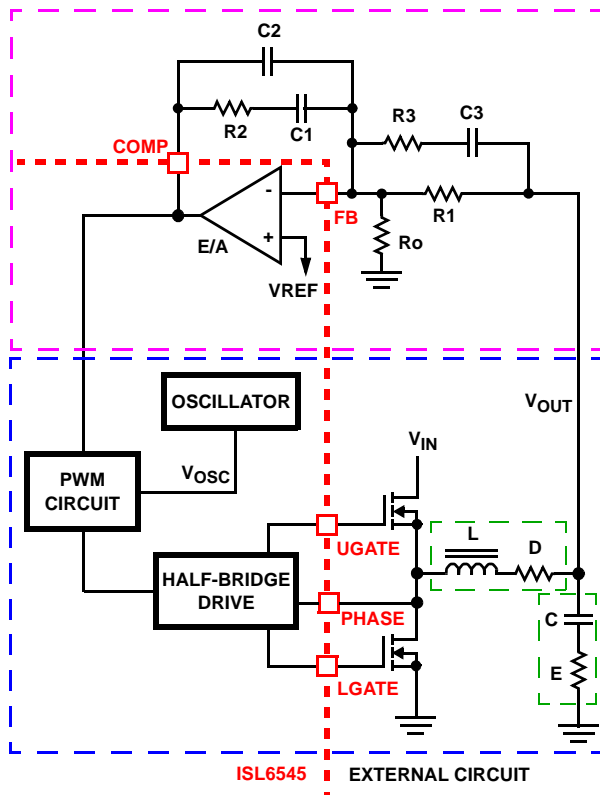 C2
R2
C1
R3
C3
COMP
-
FB
R1
E/A
+
Ro
VREF
OSCILLATOR
VOUT
VIN
PWM
CIRCUIT
VOSC
L
D
UGATE
HALF-BRIDGE
DRIVE
PHASE
C
E
LGATE
ISL6545
EXTERNAL CIRCUIT